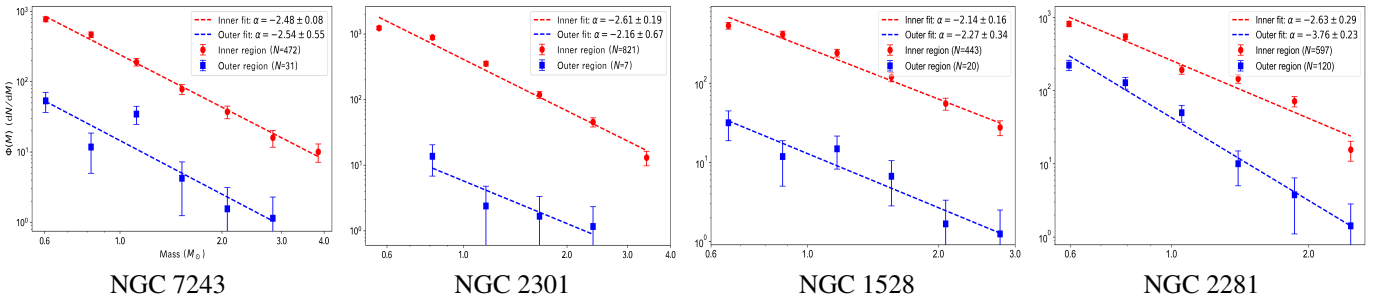 Inner fit: α = −2.48 ± 0.08
Outer fit: α = −2.54 ± 0.55
Inner region (N=472)
Outer region (N=31)
Φ(M) (dN/dM)
10³
10²
10¹
10⁰
0.6 1.0 2.0 3.0 4.0
Mass (M⊙)
NGC 7243
Inner fit: α = −2.61 ± 0.19
Outer fit: α = −2.16 ± 0.67
Inner region (N=821)
Outer region (N=7)
10³
10²
10¹
10⁰
0.6 1.0 2.0 4.0
NGC 2301
Inner fit: α = −2.14 ± 0.16
Outer fit: α = −2.27 ± 0.34
Inner region (N=443)
Outer region (N=20)
10²
10¹
10⁰
0.6 1.0 2.0 3.0
NGC 1528
Inner fit: α = −2.63 ± 0.29
Outer fit: α = −3.76 ± 0.23
Inner region (N=597)
Outer region (N=120)
10³
10²
10¹
10⁰
0.6 1.0 2.0
NGC 2281